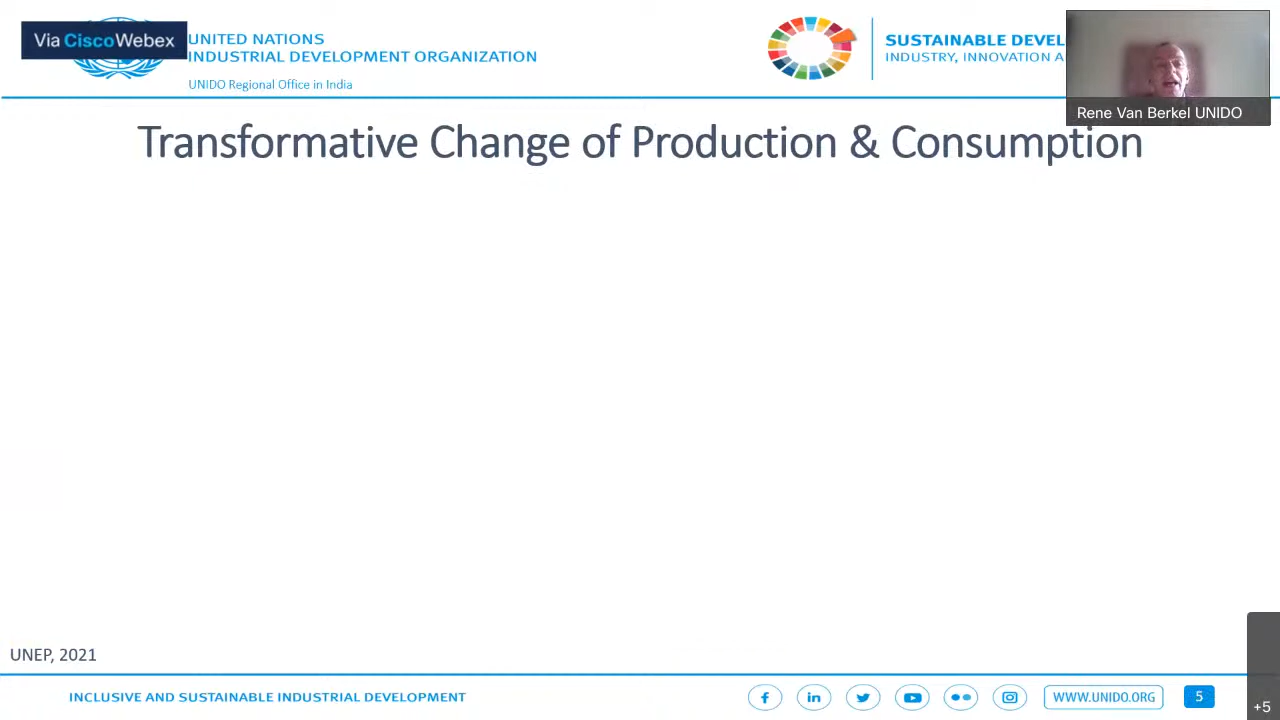 Via CiscoWebex
UNITED NATIONS
INDUSTRIAL DEVELOPMENT ORGANIZATION
UNIDO Regional Office in India
SUSTAINABLE DEVEL
INDUSTRY, INNOVATION A
Rene Van Berkel UNIDO
Transformative Change of Production & Consumption
UNEP, 2021
INCLUSIVE AND SUSTAINABLE INDUSTRIAL DEVELOPMENT
WWW.UNIDO.ORG
5
+5